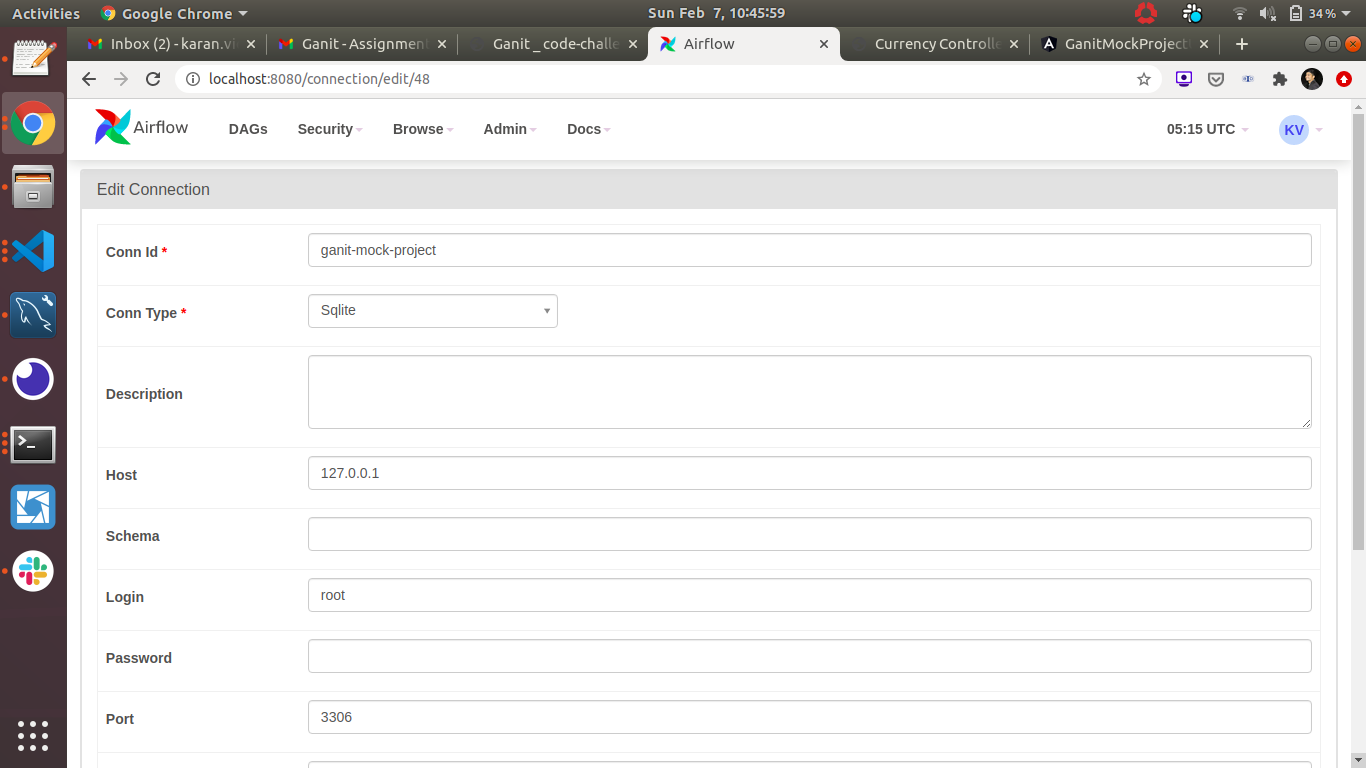 Activities Google Chrome Sun Feb 7, 10:45:59 34%
Inbox (2) - karan.vi Ganit - Assignment Ganit _ code-challe Airflow Currency Controlle GanitMockProject
localhost:8080/connection/edit/48
Airflow DAGs Security Browse Admin Docs 05:15 UTC KV
Edit Connection
Conn Id * ganit-mock-project
Conn Type * Sqlite
Description
Host 127.0.0.1
Schema
Login root
Password
Port 3306